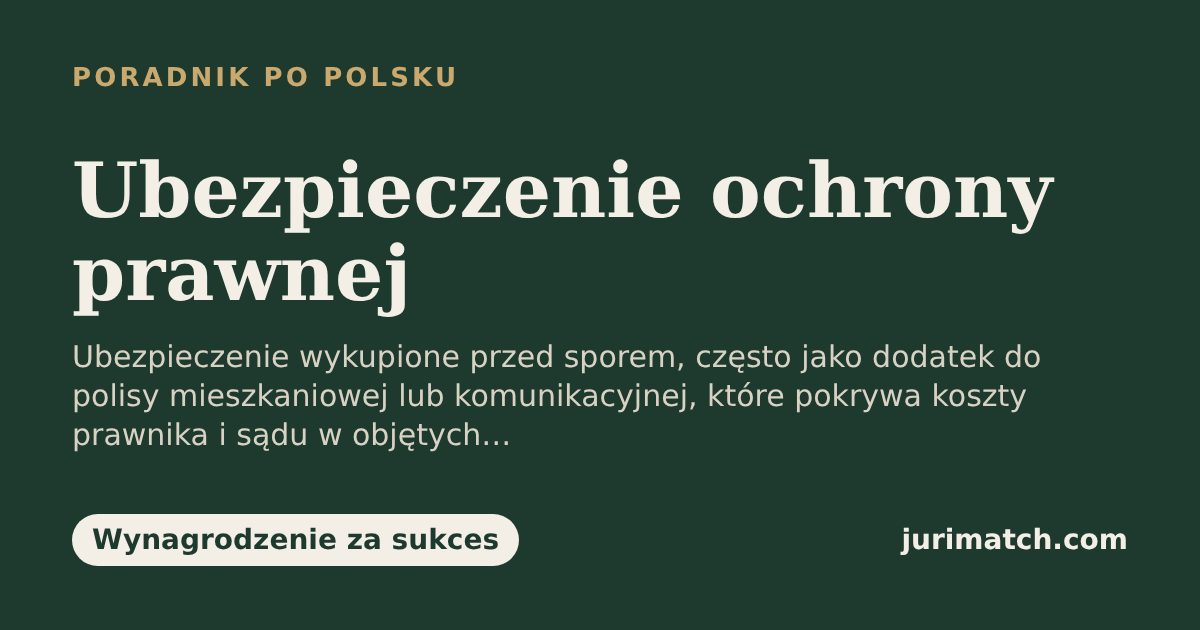 PORADNIK PO POLSKU
Ubezpieczenie ochrony
prawnej
Ubezpieczenie wykupione przed sporem, często jako dodatek do
polisy mieszkaniowej lub komunikacyjnej, które pokrywa koszty
prawnika i sądu w objętych…
Wynagrodzenie za sukces
jurimatch.com